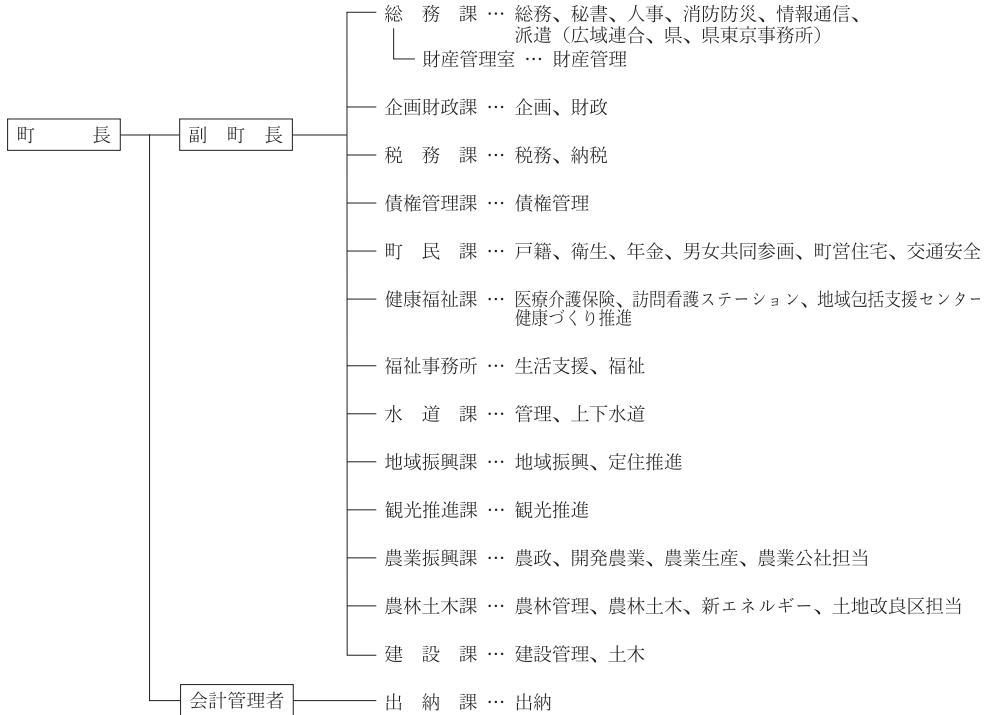 総　務　課 … 総務、秘書、人事、消防防災、情報通信、
派遣（広域連合、県、県東京事務所）
財産管理室 … 財産管理
企画財政課 … 企画、財政
町　　　長
副　町　長
税　務　課 … 税務、納税
債権管理課 … 債権管理
町　民　課 … 戸籍、衛生、年金、男女共同参画、町営住宅、交通安全
健康福祉課 … 医療介護保険、訪問看護ステーション、地域包括支援センター
健康づくり推進
福祉事務所 … 生活支援、福祉
水　道　課 … 管理、上下水道
地域振興課 … 地域振興、定住推進
観光推進課 … 観光推進
農業振興課 … 農政、開発農業、農業生産、農業公社担当
農林土木課 … 農林管理、農林土木、新エネルギー、土地改良区担当
建　設　課 … 建設管理、土木
会計管理者
出　納　課 … 出納